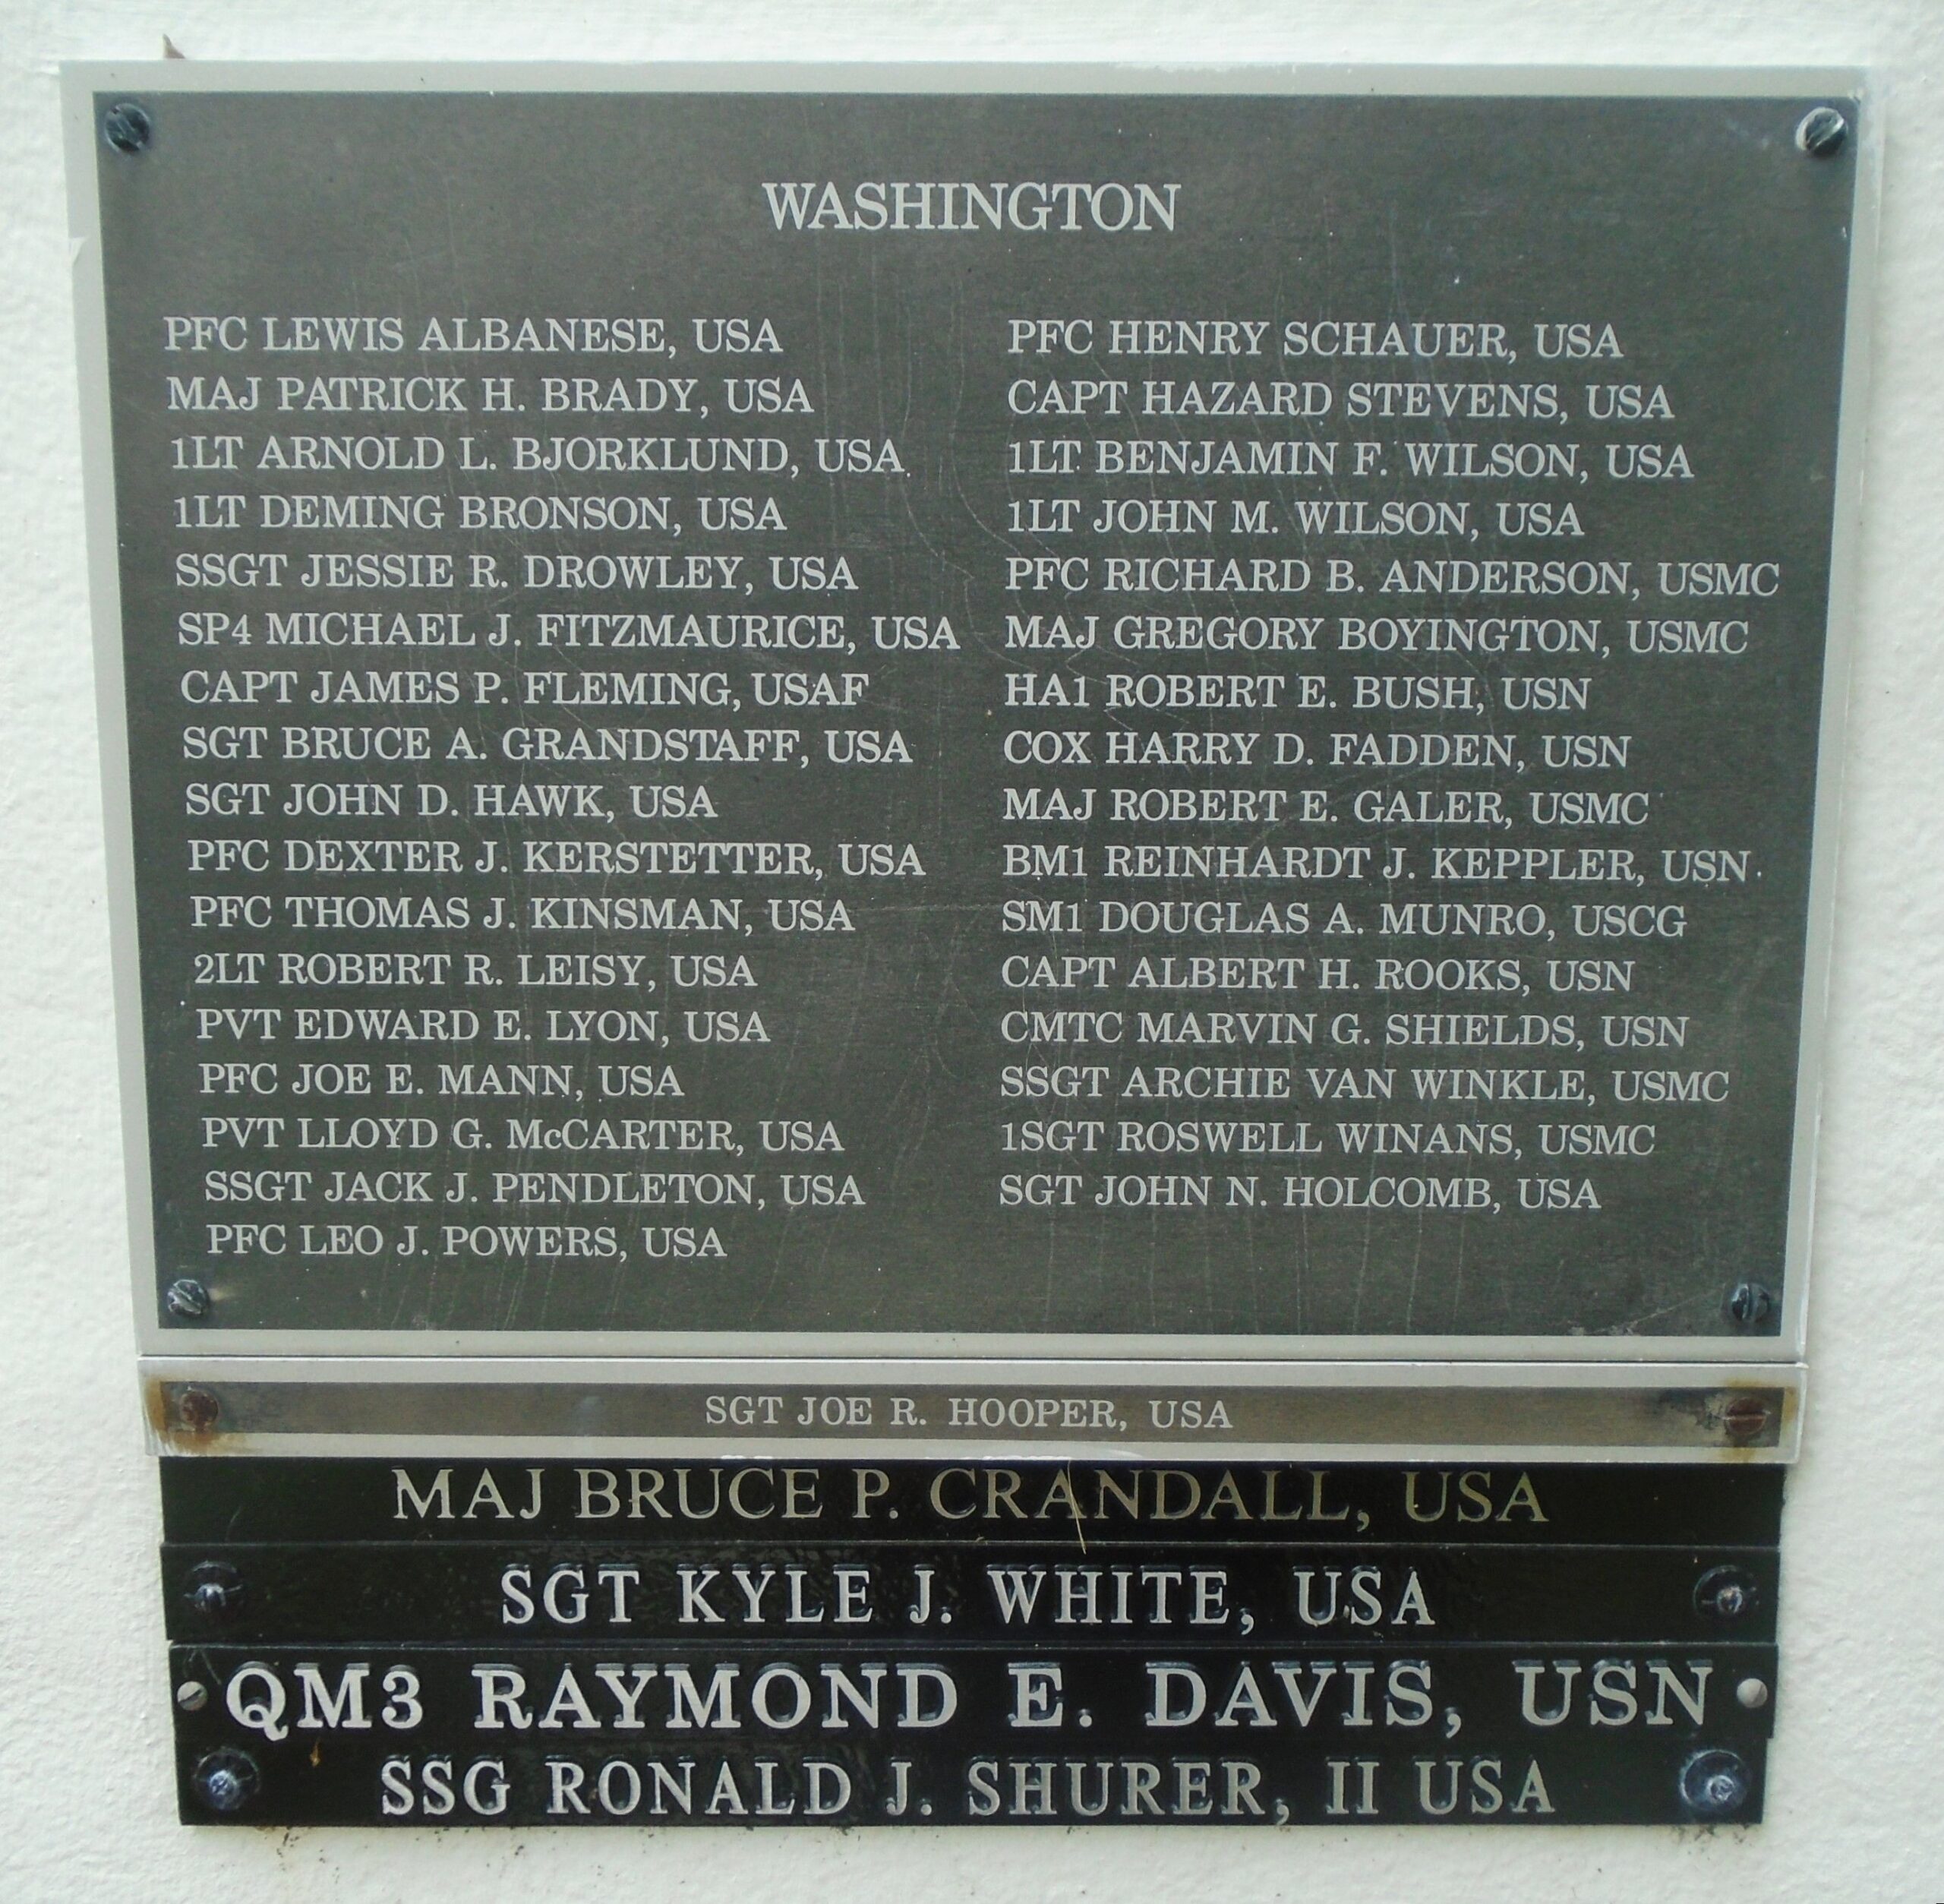 WASHINGTON
PFC LEWIS ALBANESE, USA
MAJ PATRICK H. BRADY, USA
1LT ARNOLD L. BJORKLUND, USA
1LT DEMING BRONSON, USA
SSGT JESSIE R. DROWLEY, USA
SP4 MICHAEL J. FITZMAURICE, USA
CAPT JAMES P. FLEMING, USAF
SGT BRUCE A. GRANDSTAFF, USA
SGT JOHN D. HAWK, USA
PFC DEXTER J. KERSTETTER, USA
PFC THOMAS J. KINSMAN, USA
2LT ROBERT R. LEISY, USA
PVT EDWARD E. LYON, USA
PFC JOE E. MANN, USA
PVT LLOYD G. McCARTER, USA
SSGT JACK J. PENDLETON, USA
PFC LEO J. POWERS, USA
PFC HENRY SCHAUER, USA
CAPT HAZARD STEVENS, USA
1LT BENJAMIN F. WILSON, USA
1LT JOHN M. WILSON, USA
PFC RICHARD B. ANDERSON, USMC
MAJ GREGORY BOYINGTON, USMC
HA1 ROBERT E. BUSH, USN
COX HARRY D. FADDEN, USN
MAJ ROBERT E. GALER, USMC
BM1 REINHARDT J. KEPPLER, USN
SM1 DOUGLAS A. MUNRO, USCG
CAPT ALBERT H. ROOKS, USN
CMTC MARVIN G. SHIELDS, USN
SSGT ARCHIE VAN WINKLE, USMC
1SGT ROSWELL WINANS, USMC
SGT JOHN N. HOLCOMB, USA
SGT JOE R. HOOPER, USA
MAJ BRUCE P. CRANDALL, USA
SGT KYLE J. WHITE, USA
QM3 RAYMOND E. DAVIS, USN
SSG RONALD J. SHURER, II USA